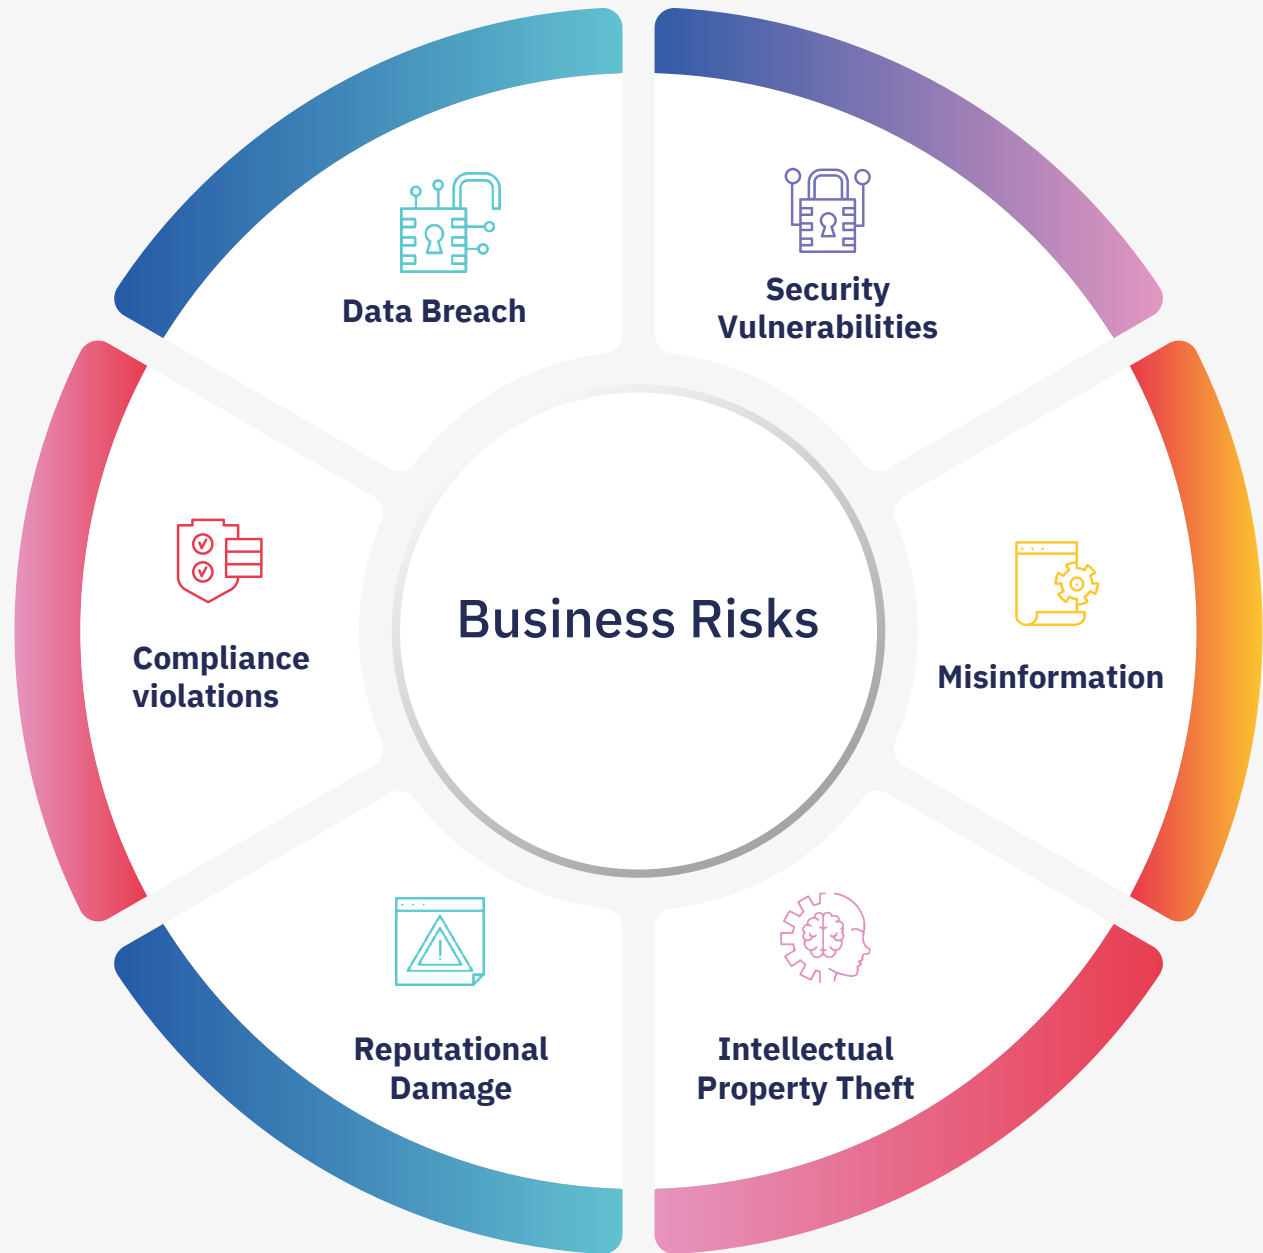 Data Breach
Security
Vulnerabilities
Business Risks
Compliance
violations
Misinformation
Reputational
Damage
Intellectual
Property Theft